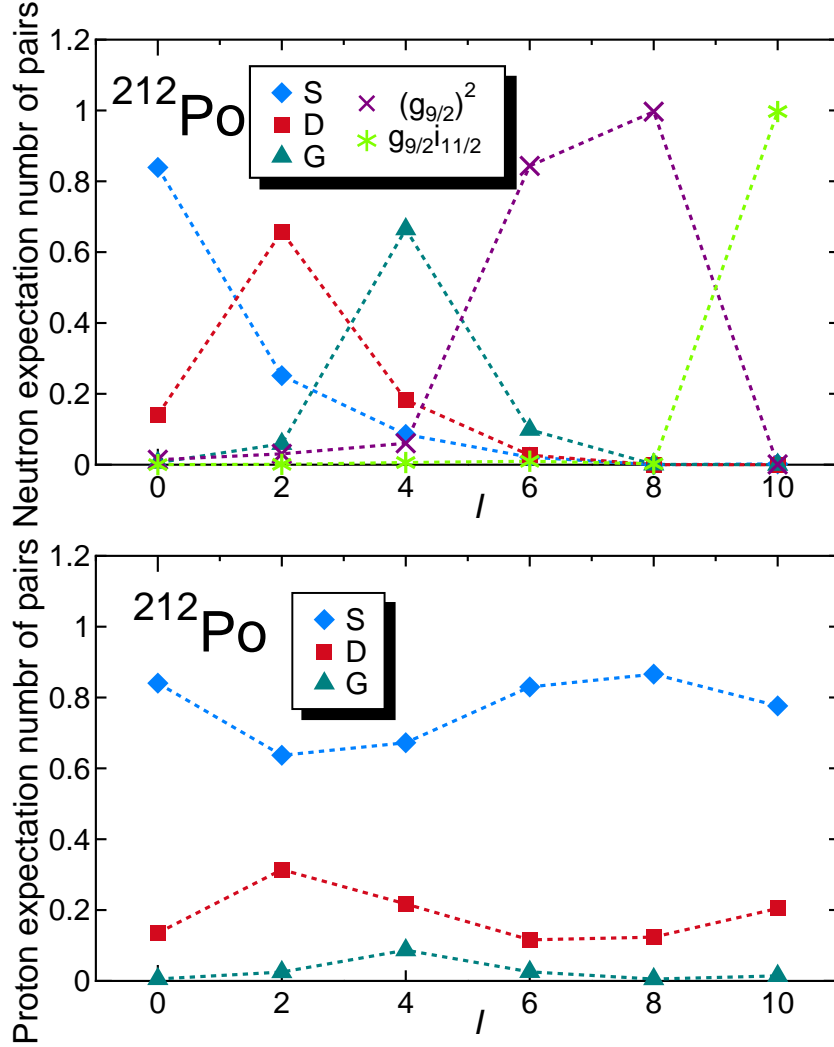 Neutron expectation numbr of pairs
1.2
1
0.8
0.6
0.4
0.2
0
²¹²Po
S
D
G
(g9/2)²
g9/2i11/2
0 2 4 6 8 10
I
Proton expectation numbr of pairs
1.2
1
0.8
0.6
0.4
0.2
0
²¹²Po
S
D
G
0 2 4 6 8 10
I